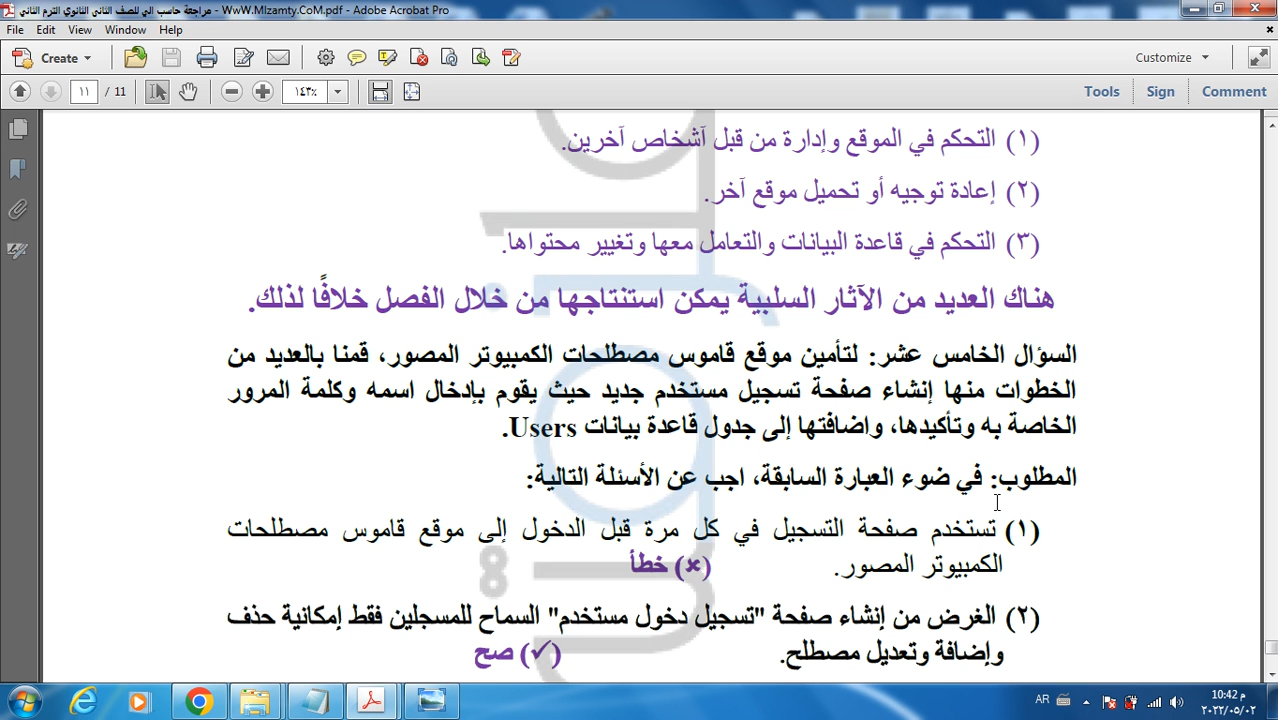 مراجعة حاسب الي للصف الثاني الثانوي الترم الثاني - WwW.MIzamty.CoM.pdf - Adobe Acrobat Pro
File Edit View Window Help
Create Customize
١١ / 11 ١٤٣٪ Tools Sign Comment
(١) التحكم في الموقع وإدارة من قبل آشخاص آخرين.
(٢) إعادة توجيه أو تحميل موقع آخر.
(٣) التحكم في قاعدة البيانات والتعامل معها وتغيير محتواها.
هناك العديد من الآثار السلبية يمكن استنتاجها من خلال الفصل خلافًا لذلك.
السؤال الخامس عشر: لتأمين موقع قاموس مصطلحات الكمبيوتر المصور، قمنا بالعديد من
الخطوات منها إنشاء صفحة تسجيل مستخدم جديد حيث يقوم بإدخال اسمه وكلمة المرور
الخاصة به وتأكيدها، واضافتها إلى جدول قاعدة بيانات Users.
المطلوب: في ضوء العبارة السابقة، اجب عن الأسئلة التالية:
(١) تستخدم صفحة التسجيل في كل مرة قبل الدخول إلى موقع قاموس مصطلحات
الكمبيوتر المصور. (×) خطأ
(٢) الغرض من إنشاء صفحة "تسجيل دخول مستخدم" السماح للمسجلين فقط إمكانية حذف
وإضافة وتعديل مصطلح. (✓) صح
AR 10:42 م
٢٠٢٢/٠٥/٠٢